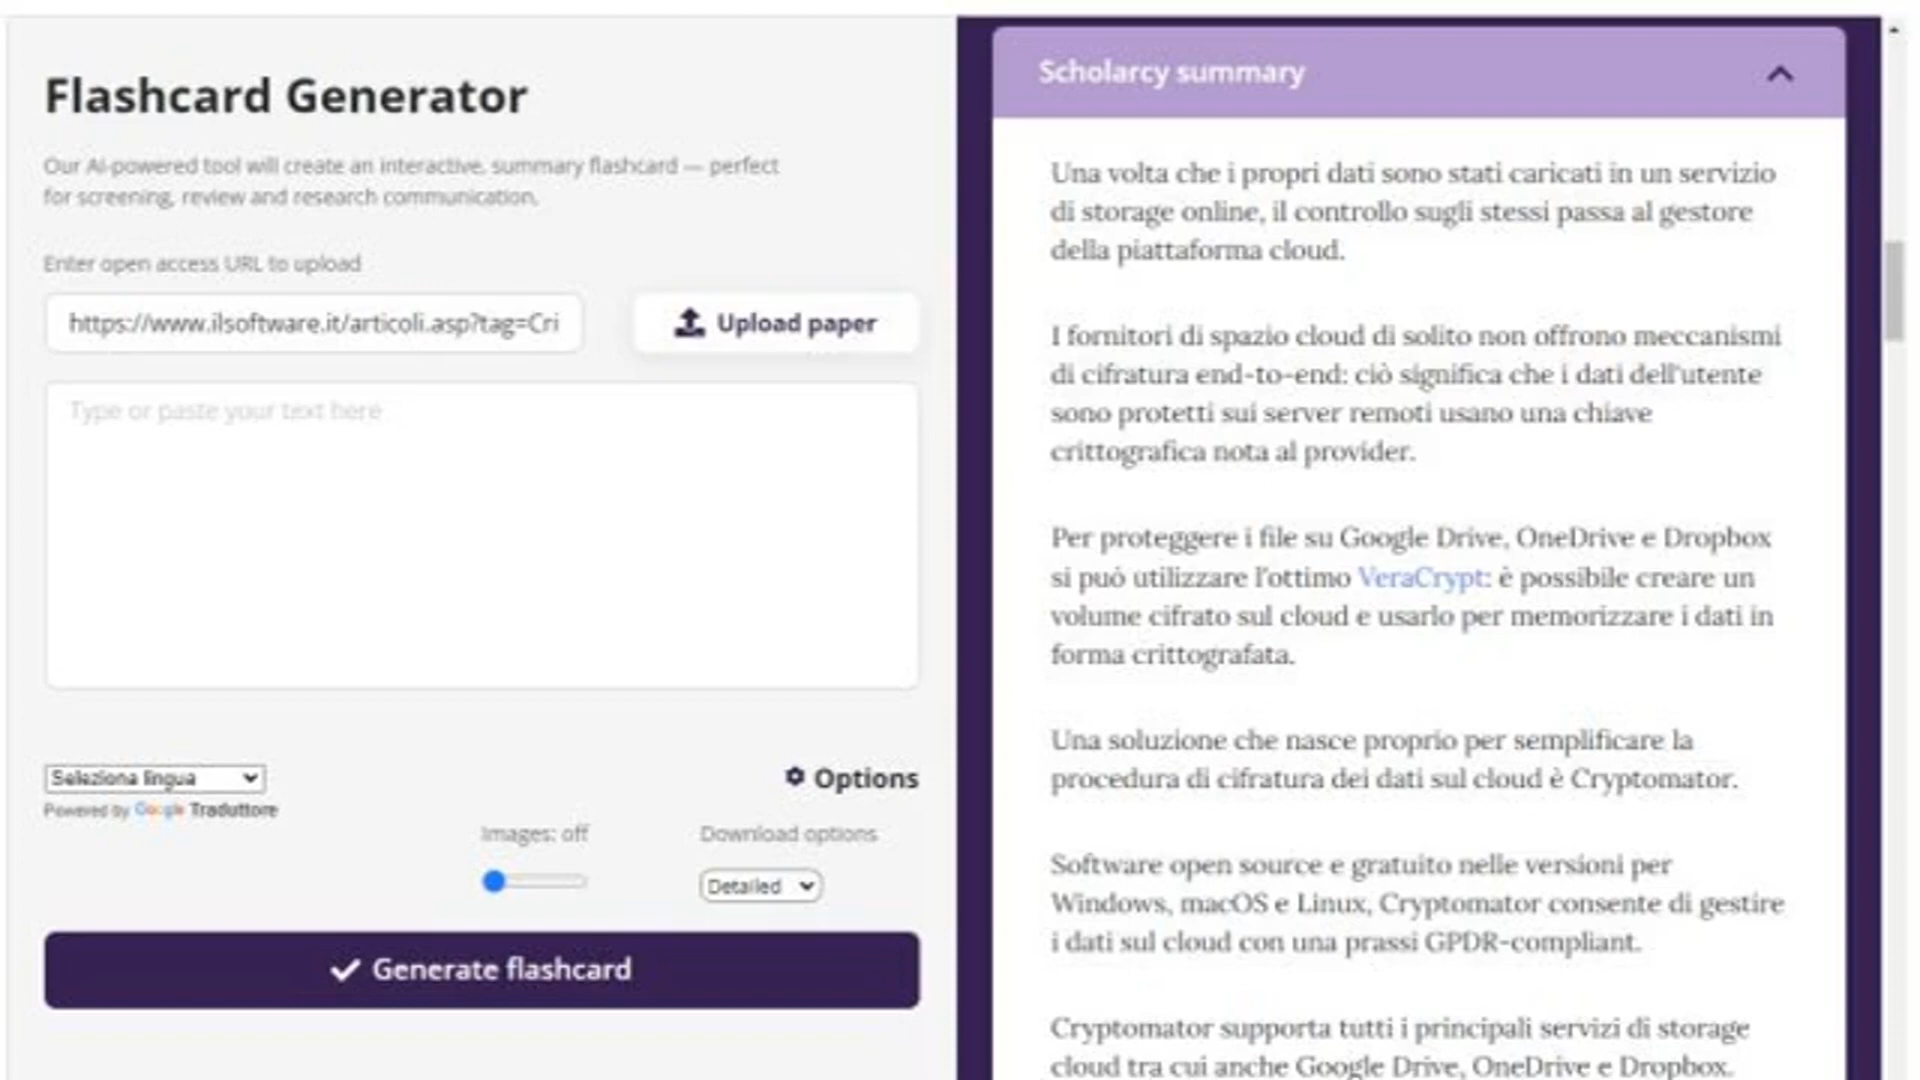 Flashcard Generator
Our AI-powered tool will create an interactive, summary flashcard — perfect
for screening, review and research communication.
Enter open access URL to upload
https://www.ilsoftware.it/articoli.asp?tag=Cri
Upload paper
Type or paste your text here
Seleziona lingua
Powered by Google Traduttore
Options
Images: off
Download options
Detailed
Generate flashcard
Scholarcy summary
Una volta che i propri dati sono stati caricati in un servizio
di storage online, il controllo sugli stessi passa al gestore
della piattaforma cloud.
I fornitori di spazio cloud di solito non offrono meccanismi
di cifratura end-to-end: ciò significa che i dati dell'utente
sono protetti sui server remoti usano una chiave
crittografica nota al provider.
Per proteggere i file su Google Drive, OneDrive e Dropbox
si può utilizzare l'ottimo VeraCrypt: è possibile creare un
volume cifrato sul cloud e usarlo per memorizzare i dati in
forma crittografata.
Una soluzione che nasce proprio per semplificare la
procedura di cifratura dei dati sul cloud è Cryptomator.
Software open source e gratuito nelle versioni per
Windows, macOS e Linux, Cryptomator consente di gestire
i dati sul cloud con una prassi GPDR-compliant.
Cryptomator supporta tutti i principali servizi di storage
cloud tra cui anche Google Drive, OneDrive e Dropbox.